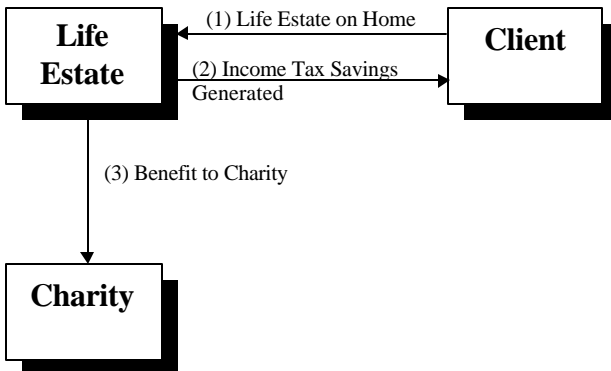 (1) Life Estate on Home
Life
Estate
Client
(2) Income Tax Savings
Generated
(3) Benefit to Charity
Charity